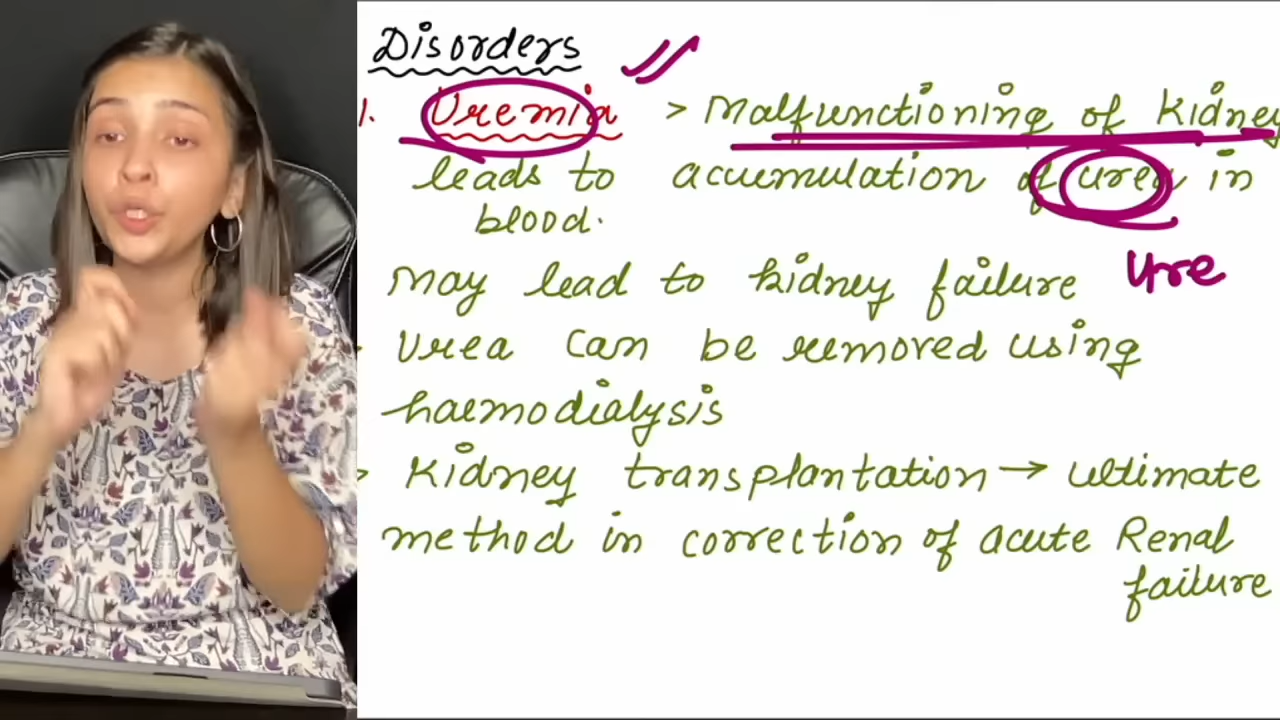 Disorders
1. Uremia > Malfunctioning of kidney
leads to acumulation of urea in
blood.
May lead to kidney failure ure
Urea can be removed using
haemodialysis
> Kidney transplantation → ultimate
method in correction of acute Renal
failure